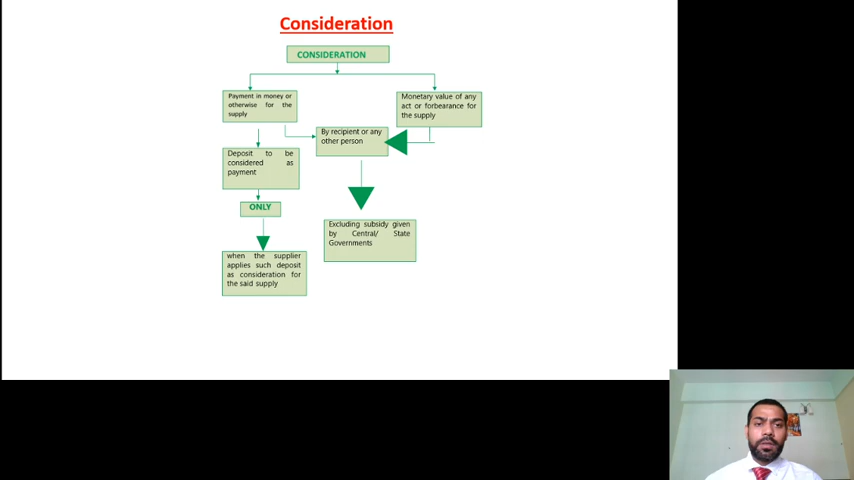 Consideration
CONSIDERATION
Payment in money or
otherwise for the
supply
Monetary value of any
act or forbearance for
the supply
By recipient or any
other person
Deposit to be
considered as
payment
ONLY
Excluding subsidy given
by Central/ State
Governments
when the supplier
applies such deposit
as consideration for
the said supply